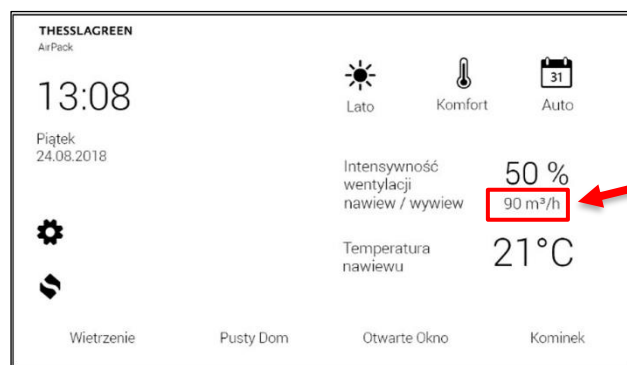 THESSLAGREEN
AirPack
13:08
Piątek
24.08.2018
31
Lato
Komfort
Auto
Intensywność
wentylacji
nawiew / wywiew
50 %
90 m³/h
Temperatura
nawiewu
21°C
Wietrzenie
Pusty Dom
Otwarte Okno
Kominek